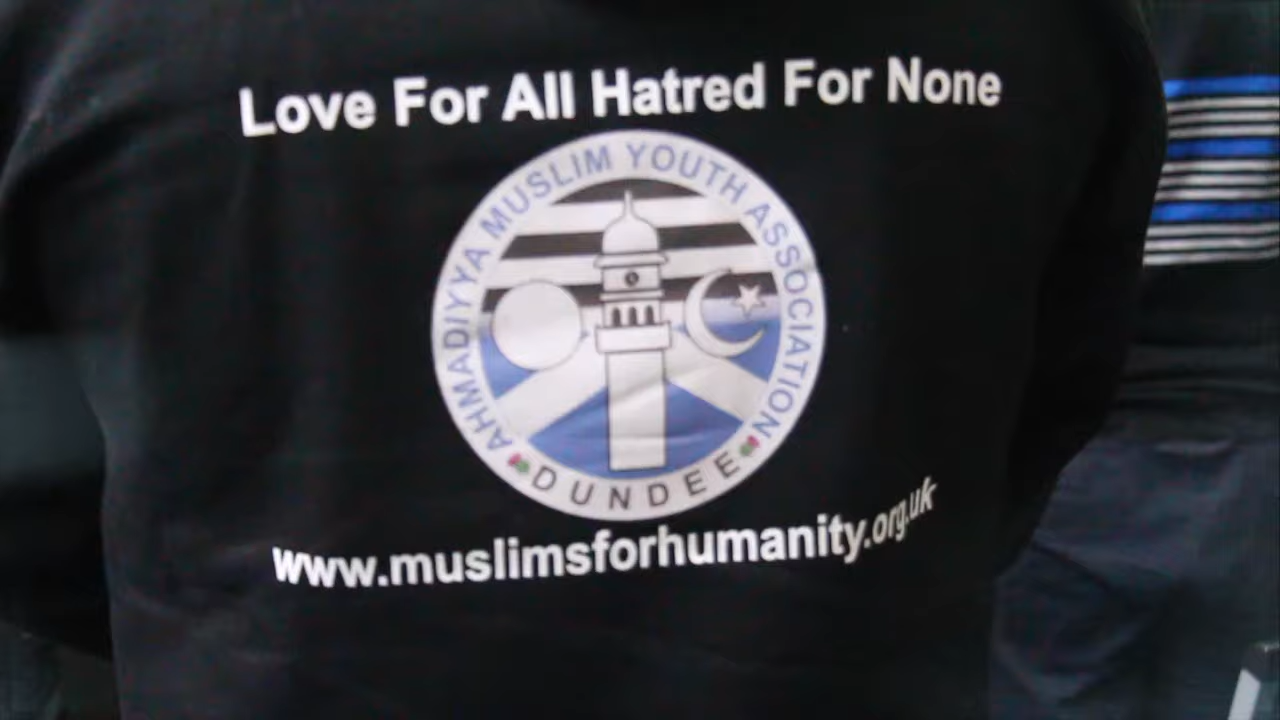 Love For All Hatred For None
AHMADIYYA MUSLIM YOUTH ASSOCIATION
DUNDEE
www.muslimsforhumanity.org.uk